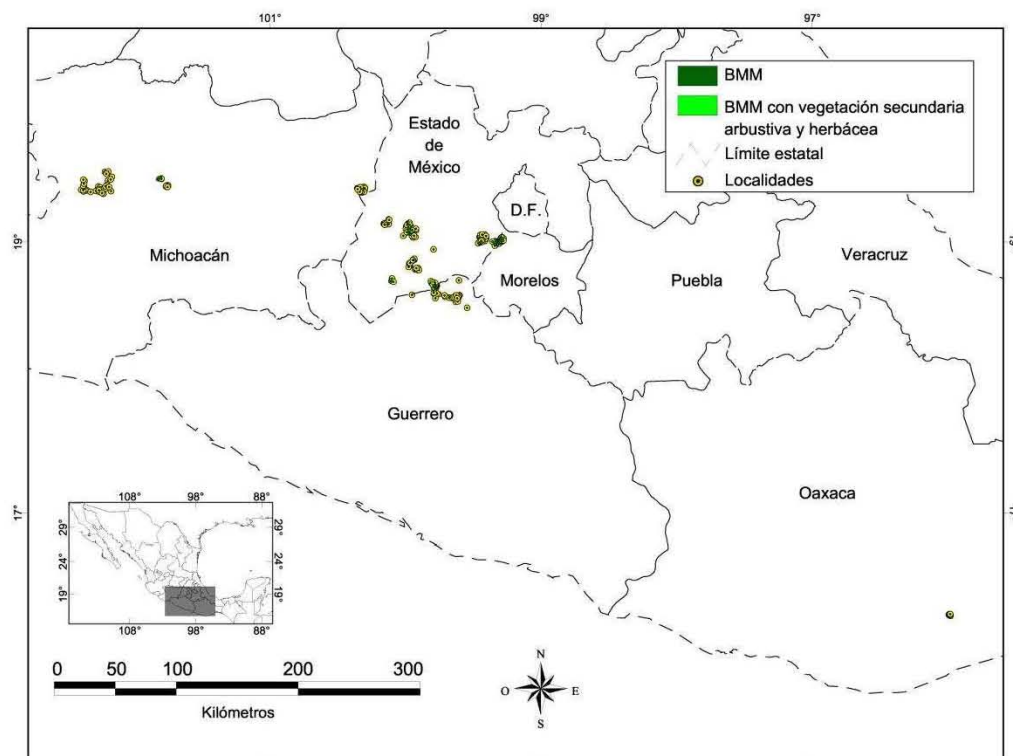 101°
99°
97°
BMM
BMM con vegetación secundaria
arbustiva y herbácea
Límite estatal
Localidades
Estado
de
México
D.F.
19°
Michoacán
Morelos
Puebla
Veracruz
Guerrero
Oaxaca
17°
108°
98°
88°
29°
29°
24°
24°
19°
19°
108°
98°
88°
0
50
100
200
300
Kilómetros
N
O
E
S